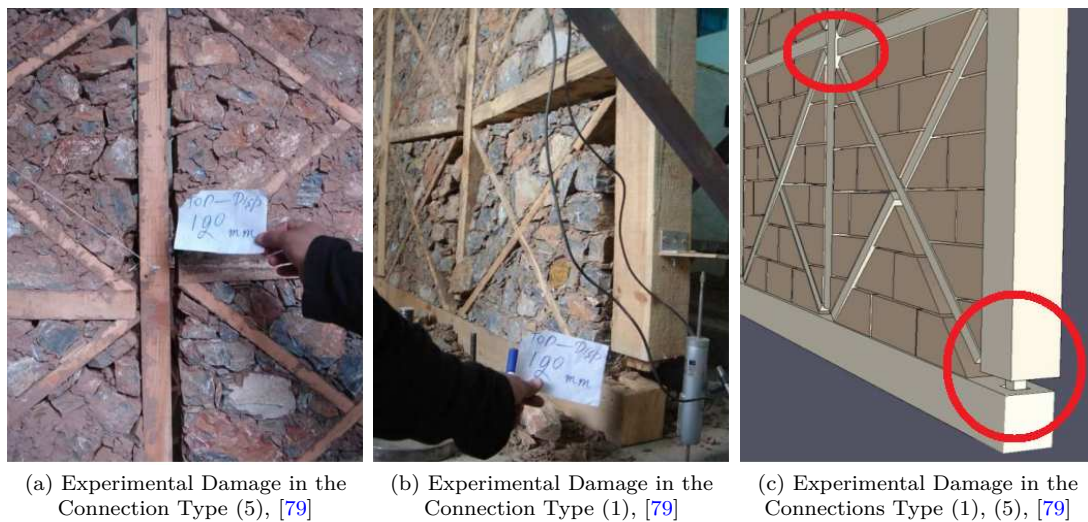 Top-Disp
120
mm
Top-Disp
120
mm
(a) Experimental Damage in the
Connection Type (5), [79]
(b) Experimental Damage in the
Connection Type (1), [79]
(c) Experimental Damage in the
Connections Type (1), (5), [79]